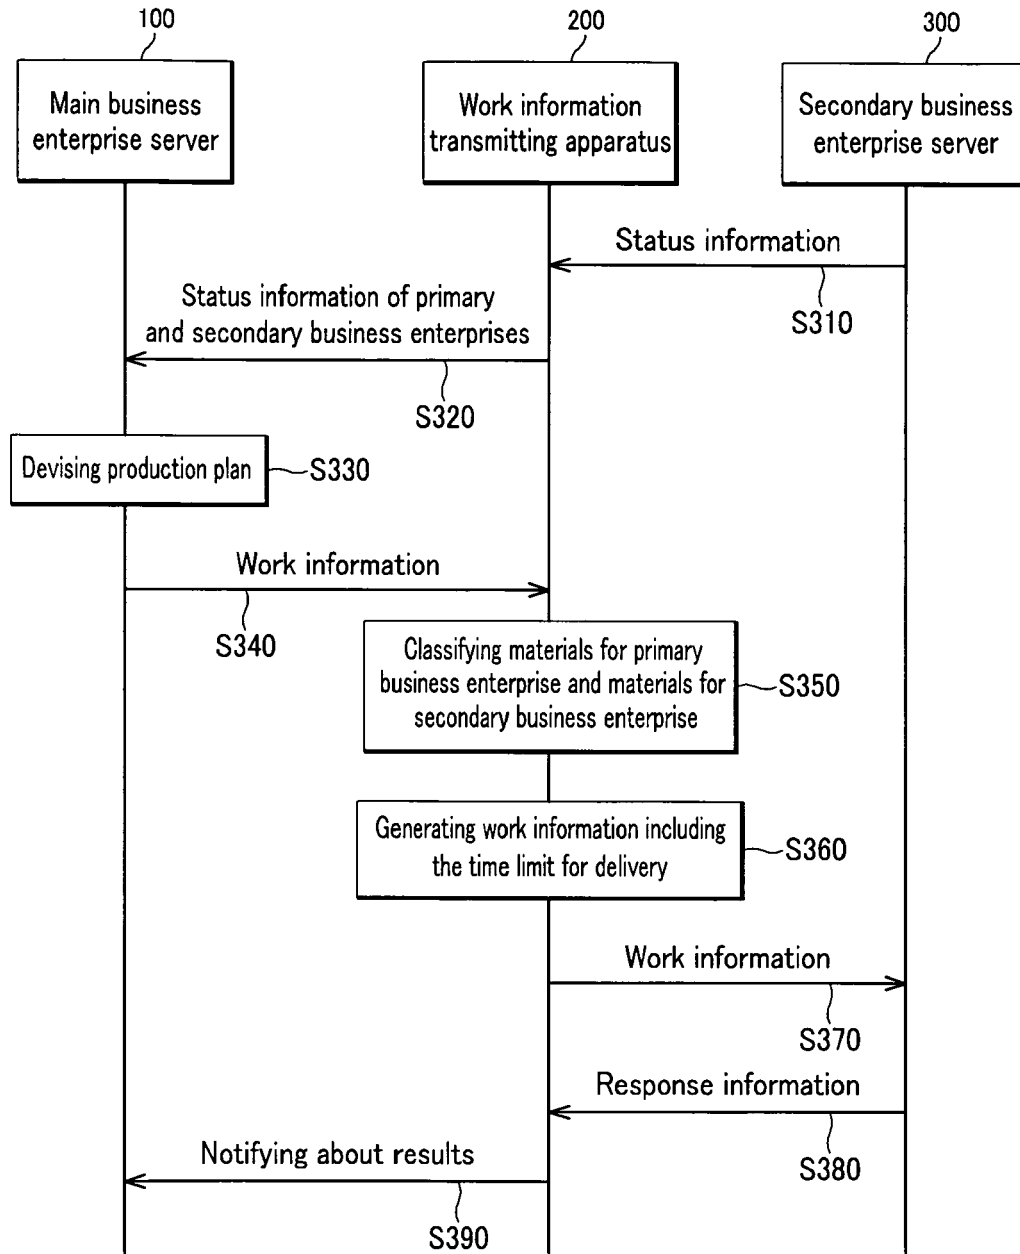 100
200
300
Main business
enterprise server
Work information
transmitting apparatus
Secondary business
enterprise server
Status information
S310
Status information of primary
and secondary business enterprises
S320
Devising production plan
S330
Work information
S340
Classifying materials for primary
business enterprise and materials for
secondary business enterprise
S350
Generating work information including
the time limit for delivery
S360
Work information
S370
Response information
S380
Notifying about results
S390